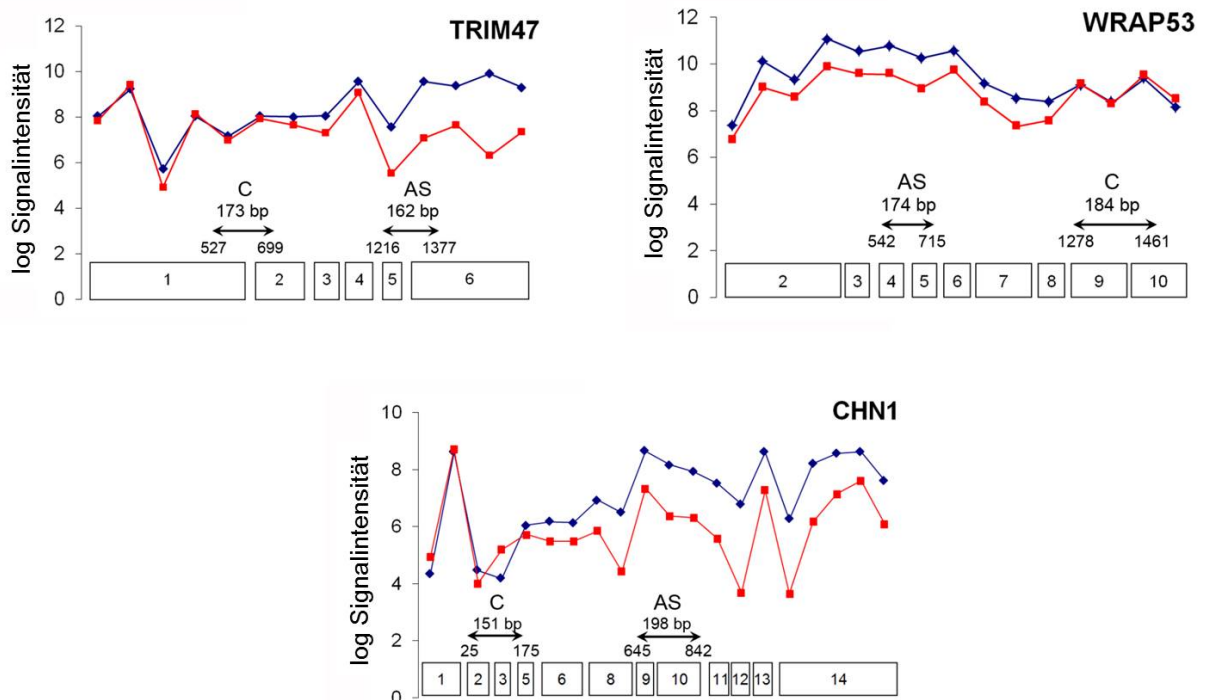 TRIM47
log Signalintensität
12
10
8
6
4
2
0
C
173 bp
527 699
AS
162 bp
1216 1377
1 2 3 4 5 6
WRAP53
log Signalintensität
12
10
8
6
4
2
0
AS
174 bp
542 715
C
184 bp
1278 1461
2 3 4 5 6 7 8 9 10
CHN1
log Signalintensität
10
8
6
4
2
0
C
151 bp
25 175
AS
198 bp
645 842
1 2 3 5 6 8 9 10 11 12 13 14